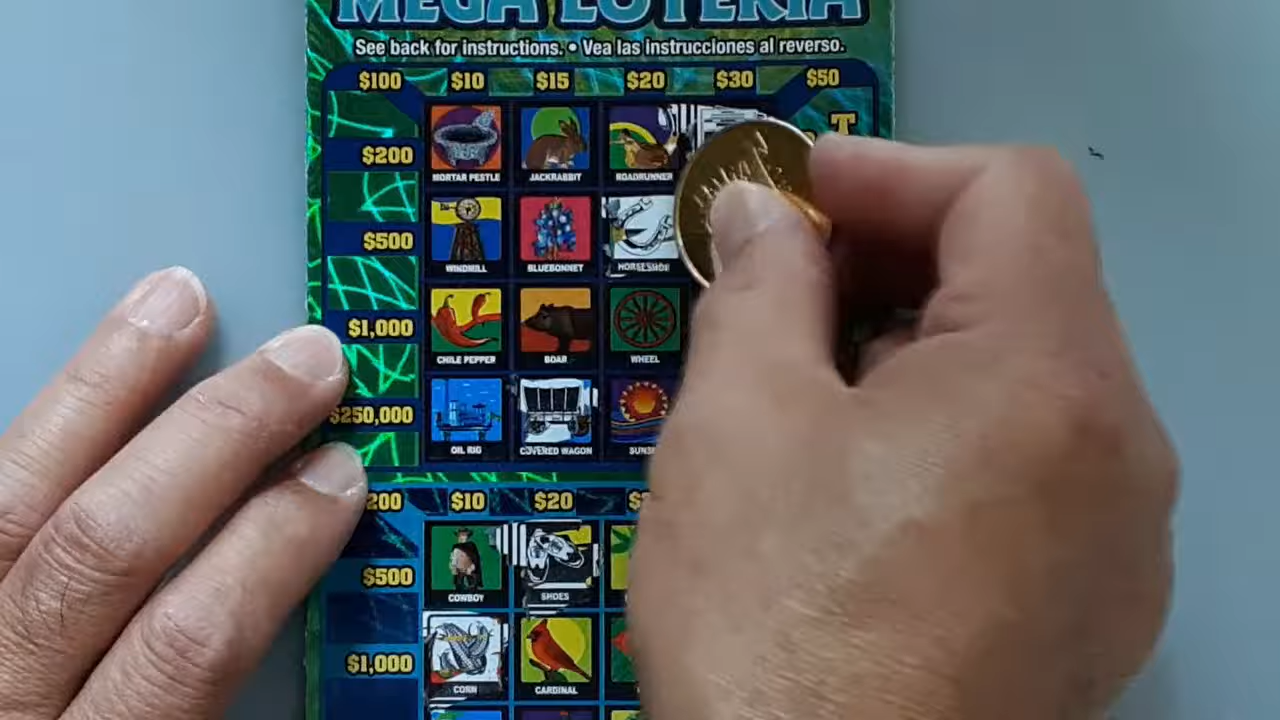 MEGA LOTERIA
See back for instructions. • Vea las instrucciones al reverso.
$100 $10 $15 $20 $30 $50
$200
MORTAR PESTLE JACKRABBIT ROADRUNNER
$500
WINDMILL BLUEBONNET HORSESHOE
$1,000
CHILE PEPPER BOAR WHEEL
$250,000
OIL RIG COVERED WAGON
$10 $20
$500
COWBOY SHOES
$1,000
CORN CARDINAL